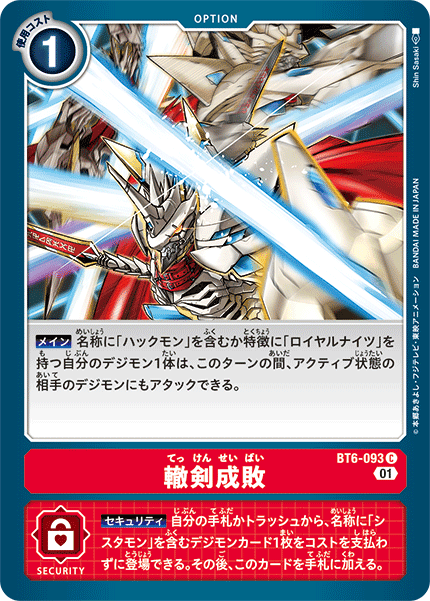 使用コスト
1
OPTION
Shin Sasaki
©本郷あきよし・フジテレビ・東映アニメーション BANDAI MADE IN JAPAN
メイン 名称に「ハックモン」を含むか特徴に「ロイヤルナイツ」を
持つ自分のデジモン1体は、このターンの間、アクティブ状態の
相手のデジモンにもアタックできる。
BT6-093 C
01
てっけんせいばい
轍剣成敗
セキュリティ 自分の手札かトラッシュから、名称に「シ
スタモン」を含むデジモンカード1枚をコストを支払わ
ずに登場できる。その後、このカードを手札に加える。
SECURITY